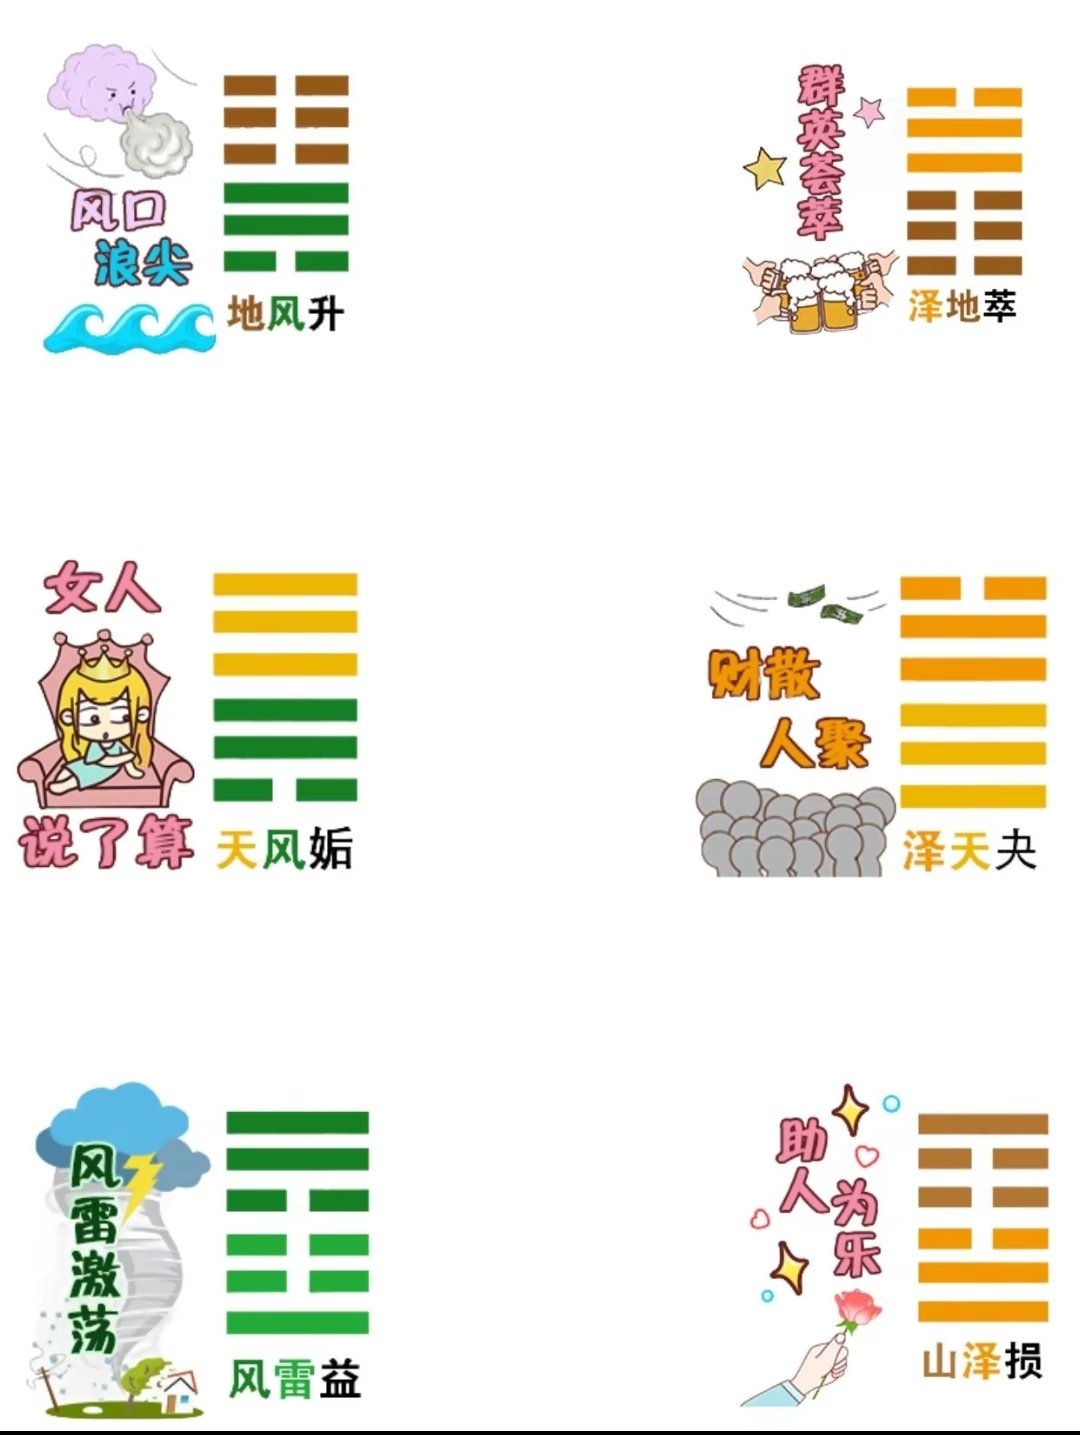 风口
浪尖
地风升
群英荟萃
泽地萃
女人
说了算
天风姤
财散
人聚
泽天夬
风雷激荡
风雷益
助人
为乐
山泽损